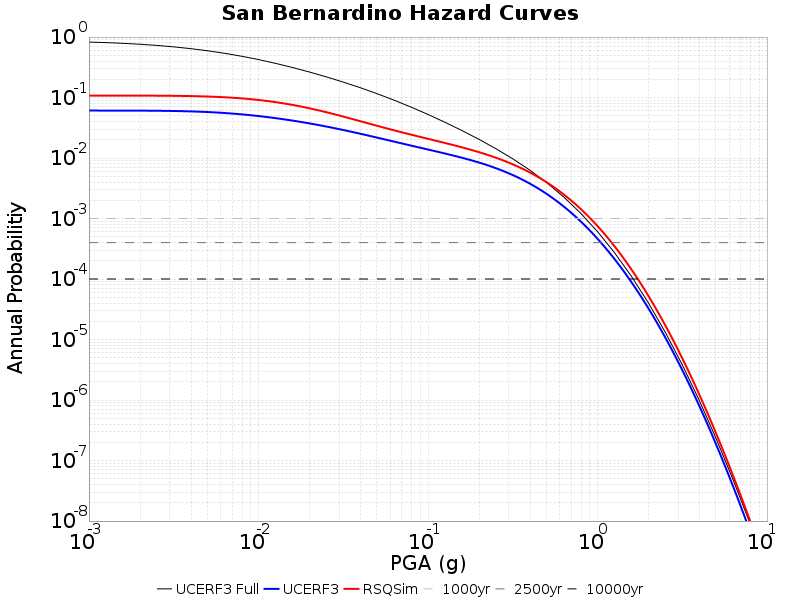 San Bernardino Hazard Curves
Annual Probabilitiy
10^0
10^-1
10^-2
10^-3
10^-4
10^-5
10^-6
10^-7
10^-8
10^-3 10^-2 10^-1 10^0 10^1
PGA (g)
UCERF3 Full UCERF3 RSQSim 1000yr 2500yr 10000yr